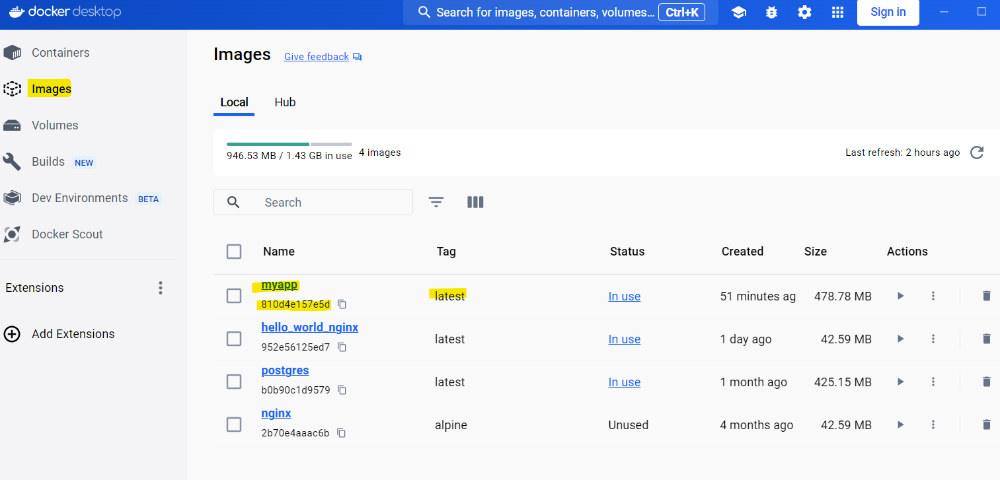 docker desktop
Search for images, containers, volumes... Ctrl+K
Sign in
Containers
Images
Volumes
Builds NEW
Dev Environments BETA
Docker Scout
Extensions
Add Extensions
Images Give feedback
Local Hub
946.53 MB / 1.43 GB in use 4 images
Last refresh: 2 hours ago
Search
Name Tag Status Created Size Actions
myapp
810d4e157e5d latest In use 51 minutes ag 478.78 MB
hello_world_nginx
952e56125ed7 latest In use 1 day ago 42.59 MB
postgres
b0b90c1d9579 latest In use 1 month ago 425.15 MB
nginx
2b70e4aaac6b alpine Unused 4 months ago 42.59 MB